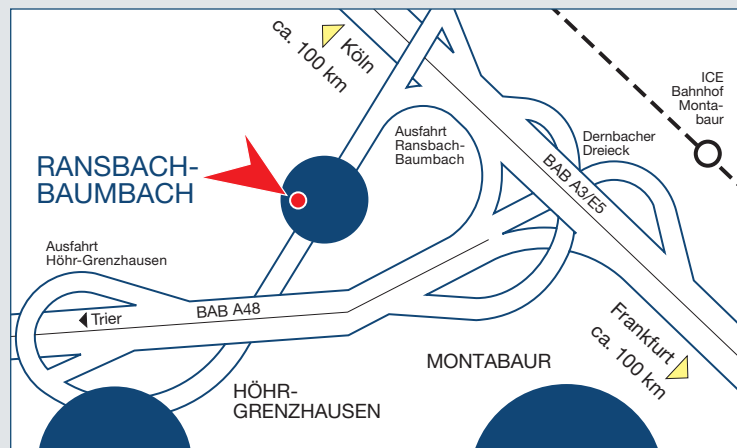 Köln
ca. 100 km
ICE
Bahnhof
Monta-
baur
Ausfahrt
Ransbach-
Baumbach
Dernbacher
Dreieck
RANSBACH-
BAUMBACH
BAB A3/E5
Ausfahrt
Höhr-Grenzhausen
Trier
BAB A48
Frankfurt
ca. 100 km
MONTABAUR
HÖHR-
GRENZHAUSEN